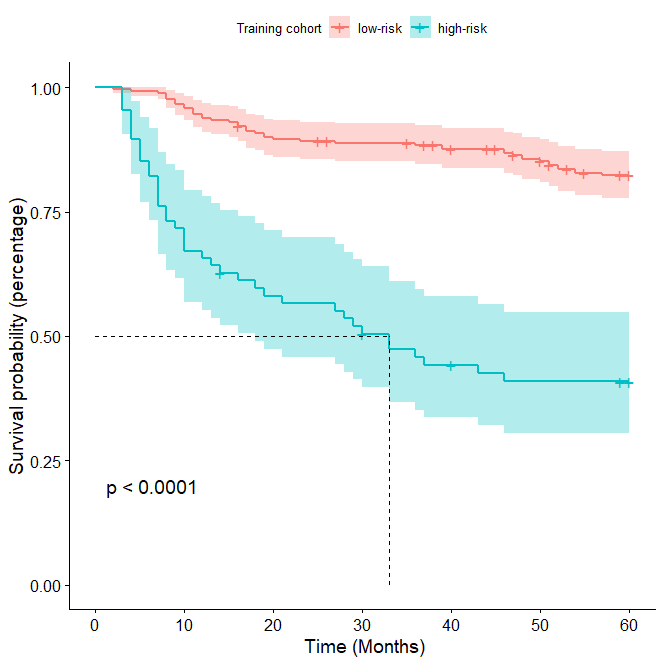 Training cohort low-risk high-risk
1.00
0.75
0.50
0.25
0.00
Survival probability (percentage)
p < 0.0001
0 10 20 30 40 50 60
Time (Months)